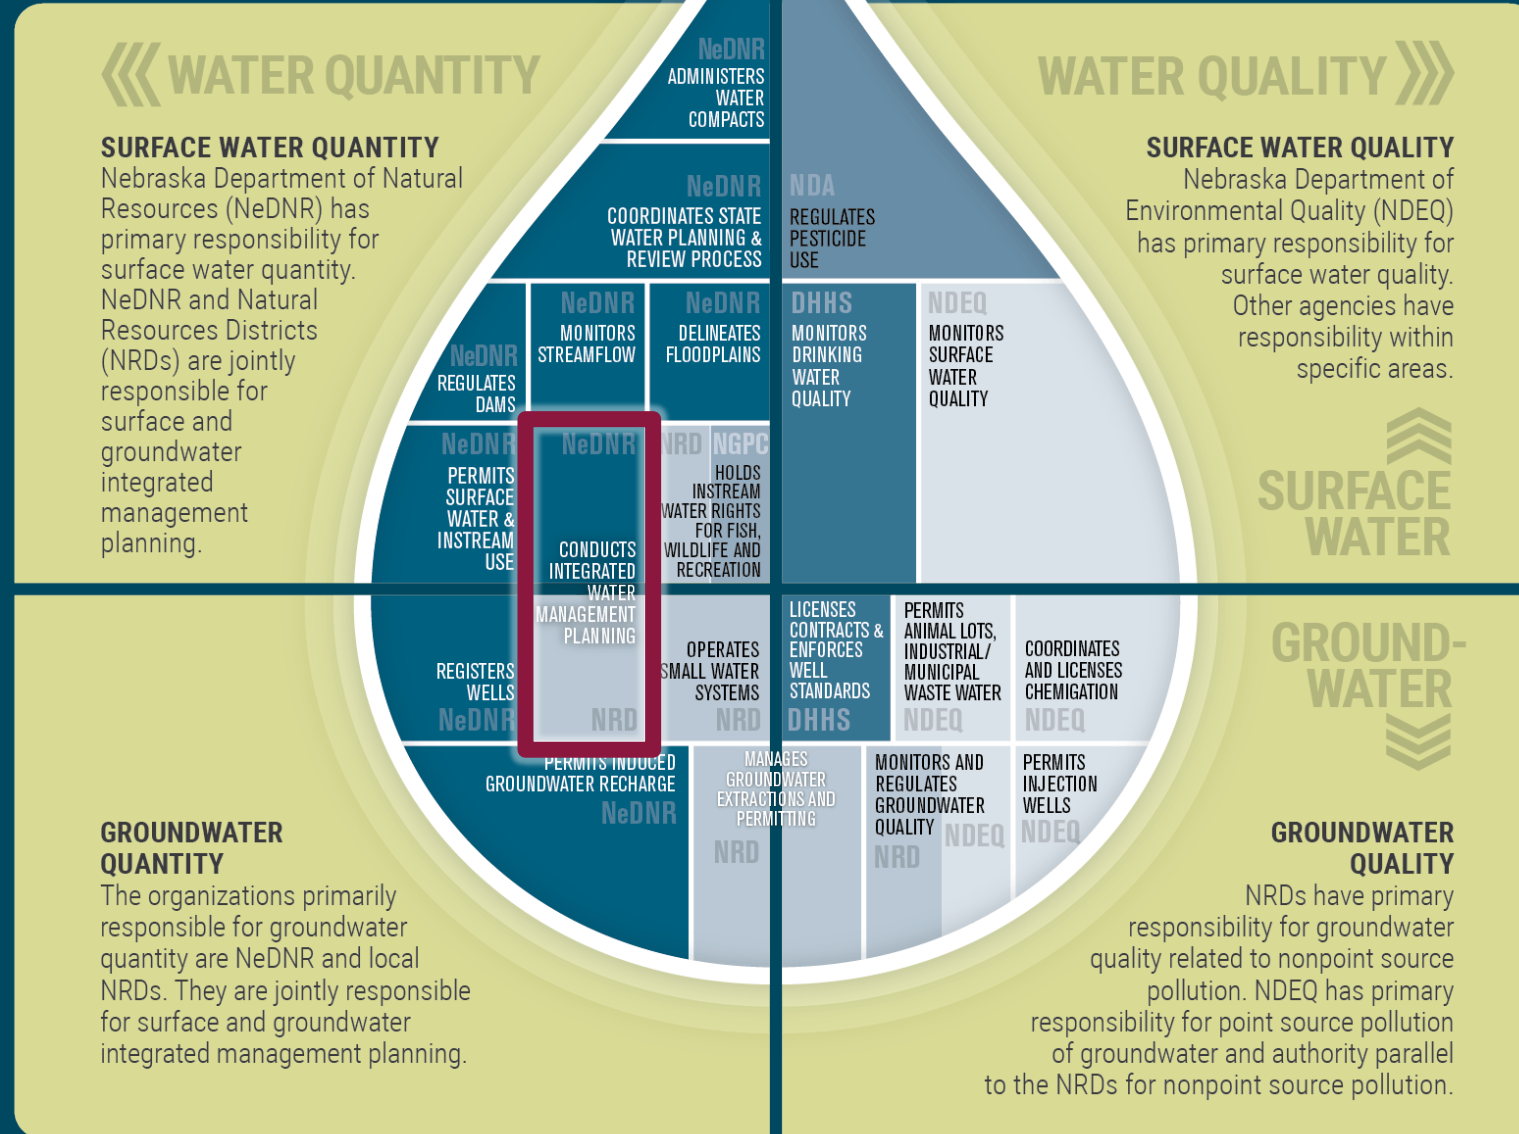 WATER QUANTITY
SURFACE WATER QUANTITY
Nebraska Department of Natural
Resources (NeDNR) has
primary responsibility for
surface water quantity.
NeDNR and Natural
Resources Districts
(NRDs) are jointly
responsible for
surface and
groundwater
integrated
management
planning.
NeDNR
ADMINISTERS
WATER
COMPACTS
NeDNR
COORDINATES STATE
WATER PLANNING &
REVIEW PROCESS
NeDNR
REGULATES
DAMS
NeDNR
MONITORS
STREAMFLOW
NeDNR
DELINEATES
FLOODPLAINS
NeDNR
PERMITS
SURFACE
WATER &
INSTREAM
USE
NeDNR
CONDUCTS
INTEGRATED
WATER
MANAGEMENT
PLANNING
NRD
NRD NGPC
HOLDS
INSTREAM
WATER RIGHTS
FOR FISH,
WILDLIFE AND
RECREATION
WATER QUALITY
SURFACE WATER QUALITY
Nebraska Department of
Environmental Quality (NDEQ)
has primary responsibility for
surface water quality.
Other agencies have
responsibility within
specific areas.
NDA
REGULATES
PESTICIDE
USE
DHHS
MONITORS
DRINKING
WATER
QUALITY
NDEQ
MONITORS
SURFACE
WATER
QUALITY
SURFACE
WATER
REGISTERS
WELLS
NeDNR
OPERATES
SMALL WATER
SYSTEMS
NRD
PERMITS INDUCED
GROUNDWATER RECHARGE
NeDNR
MANAGES
GROUNDWATER
EXTRACTIONS AND
PERMITTING
NRD
GROUNDWATER
QUANTITY
The organizations primarily
responsible for groundwater
quantity are NeDNR and local
NRDs. They are jointly responsible
for surface and groundwater
integrated management planning.
LICENSES
CONTRACTS &
ENFORCES
WELL
STANDARDS
DHHS
PERMITS
ANIMAL LOTS,
INDUSTRIAL/
MUNICIPAL
WASTE WATER
NDEQ
COORDINATES
AND LICENSES
CHEMIGATION
NDEQ
MONITORS AND
REGULATES
GROUNDWATER
QUALITY
NRD
NDEQ
PERMITS
INJECTION
WELLS
NDEQ
GROUND-
WATER
GROUNDWATER
QUALITY
NRDs have primary
responsibility for groundwater
quality related to nonpoint source
pollution. NDEQ has primary
responsibility for point source pollution
of groundwater and authority parallel
to the NRDs for nonpoint source pollution.